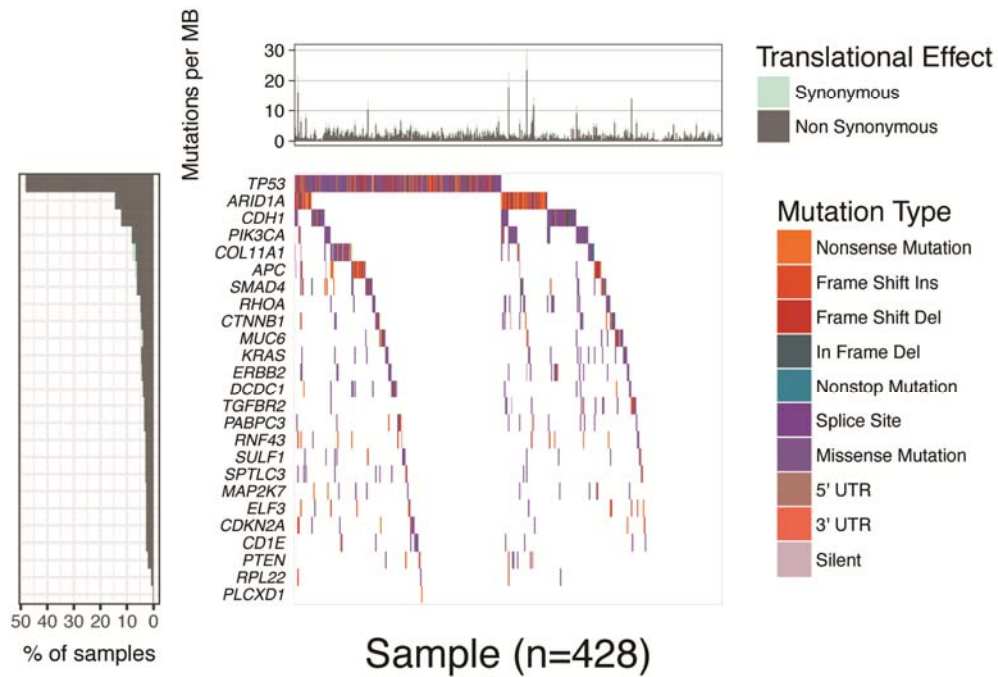 Mutations per MB
30
20
10
0
Translational Effect
Synonymous
Non Synonymous
TP53
ARID1A
CDH1
PIK3CA
COL11A1
APC
SMAD4
RHOA
CTNNB1
MUC6
KRAS
ERBB2
DCDC1
TGFBR2
PABPC3
RNF43
SULF1
SPTLC3
MAP2K7
ELF3
CDKN2A
CD1E
PTEN
RPL22
PLCXD1
Mutation Type
Nonsense Mutation
Frame Shift Ins
Frame Shift Del
In Frame Del
Nonstop Mutation
Splice Site
Missense Mutation
5' UTR
3' UTR
Silent
50 40 30 20 10 0
% of samples
Sample (n=428)